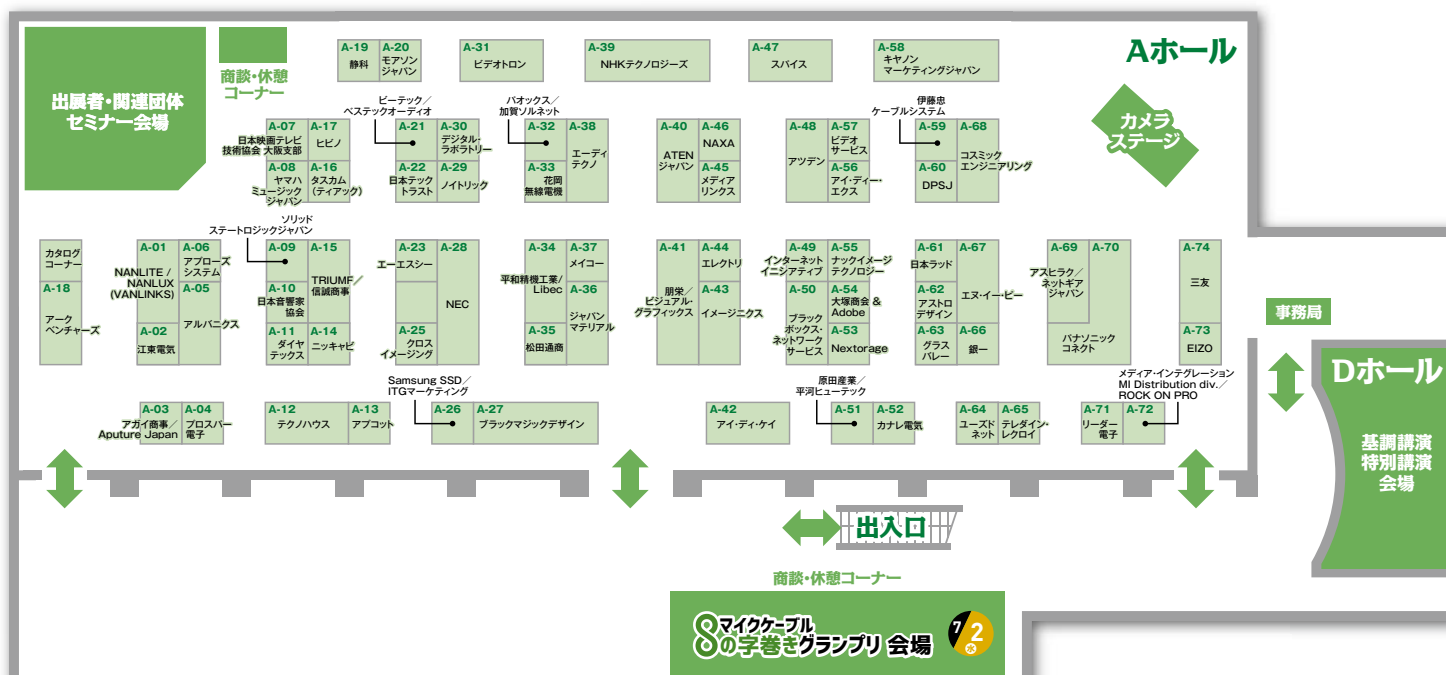 Aホール
出展者・関連団体
セミナー会場
商談・休憩
コーナー
A-19
静科
A-20
モアソン
ジャパン
A-31
ビデオトロン
A-39
NHKテクノロジーズ
A-47
スパイス
A-58
キヤノン
マーケティングジャパン
カメラ
ステージ
A-07
日本映画テレビ
技術協会 大阪支部
A-17
ヒビノ
A-08
ヤマハ
ミュージック
ジャパン
A-16
タスカム
(ティアック)
ビーテック/
ベステックオーディオ
A-21
A-30
デジタル・
ラボラトリー
A-22
日本テック
トラスト
A-29
ノイトリック
パオックス/
加賀ソルネット
A-32
A-38
エーディ
テクノ
A-33
花岡
無線電機
A-40
ATEN
ジャパン
A-46
NAXA
A-45
メディア
リンクス
A-48
アツデン
A-57
ビデオ
サービス
A-56
アイ・ディー・
エクス
伊藤忠
ケーブルシステム
A-59
A-68
コスミック
エンジニアリング
A-60
DPSJ
カタログ
コーナー
A-18
アーク
ベンチャーズ
A-01
NANLITE /
NANLUX
(VANLINKS)
A-06
アブローズ
システム
A-05
アルバニクス
A-02
江東電気
ソリッド
ステートロジックジャパン
A-09
A-15
TRIUMF/
信誠商事
A-10
日本音響家
協会
A-11
ダイヤ
テックス
A-14
ニッキャビ
A-23
エーエスシー
A-28
NEC
A-25
クロス
イメージング
A-34
平和精機工業/
Libec
A-37
メイコー
A-36
ジャパン
マテリアル
A-35
松田通商
A-41
朋栄/
ビジュアル・
グラフィックス
A-44
エレクトリ
A-43
イメージニクス
A-49
インターネット
イニシアティブ
A-55
ナックイメージ
テクノロジー
A-50
ブラック
ボックス・
ネットワーク
サービス
A-54
大塚商会 &
Adobe
A-53
Nextorage
A-61
日本ラッド
A-67
エヌ・イー・ピー
A-62
アストロ
デザイン
A-63
グラス
バレー
A-66
銀一
A-69
アスヒラク/
ネットギア
ジャパン
A-70
パナソニック
コネクト
A-74
三友
A-73
EIZO
A-03
アガイ商事/
Aputure Japan
A-04
プロスパー
電子
A-12
テクノハウス
A-13
アプコット
Samsung SSD/
ITGマーケティング
A-26
A-27
ブラックマジックデザイン
A-42
アイ・ディ・ケイ
原田産業/
平河ヒューテック
A-51
A-52
カナレ電気
A-64
ユーズド
ネット
A-65
テレダイン・
レクロイ
メディア・インテグレーション
MI Distribution div./
ROCK ON PRO
A-71
リーダー
電子
A-72
事務局
Dホール
基調講演
特別講演
会場
出入口
商談・休憩コーナー
マイクケーブル
8の字巻きグランプリ 会場
7/2
水